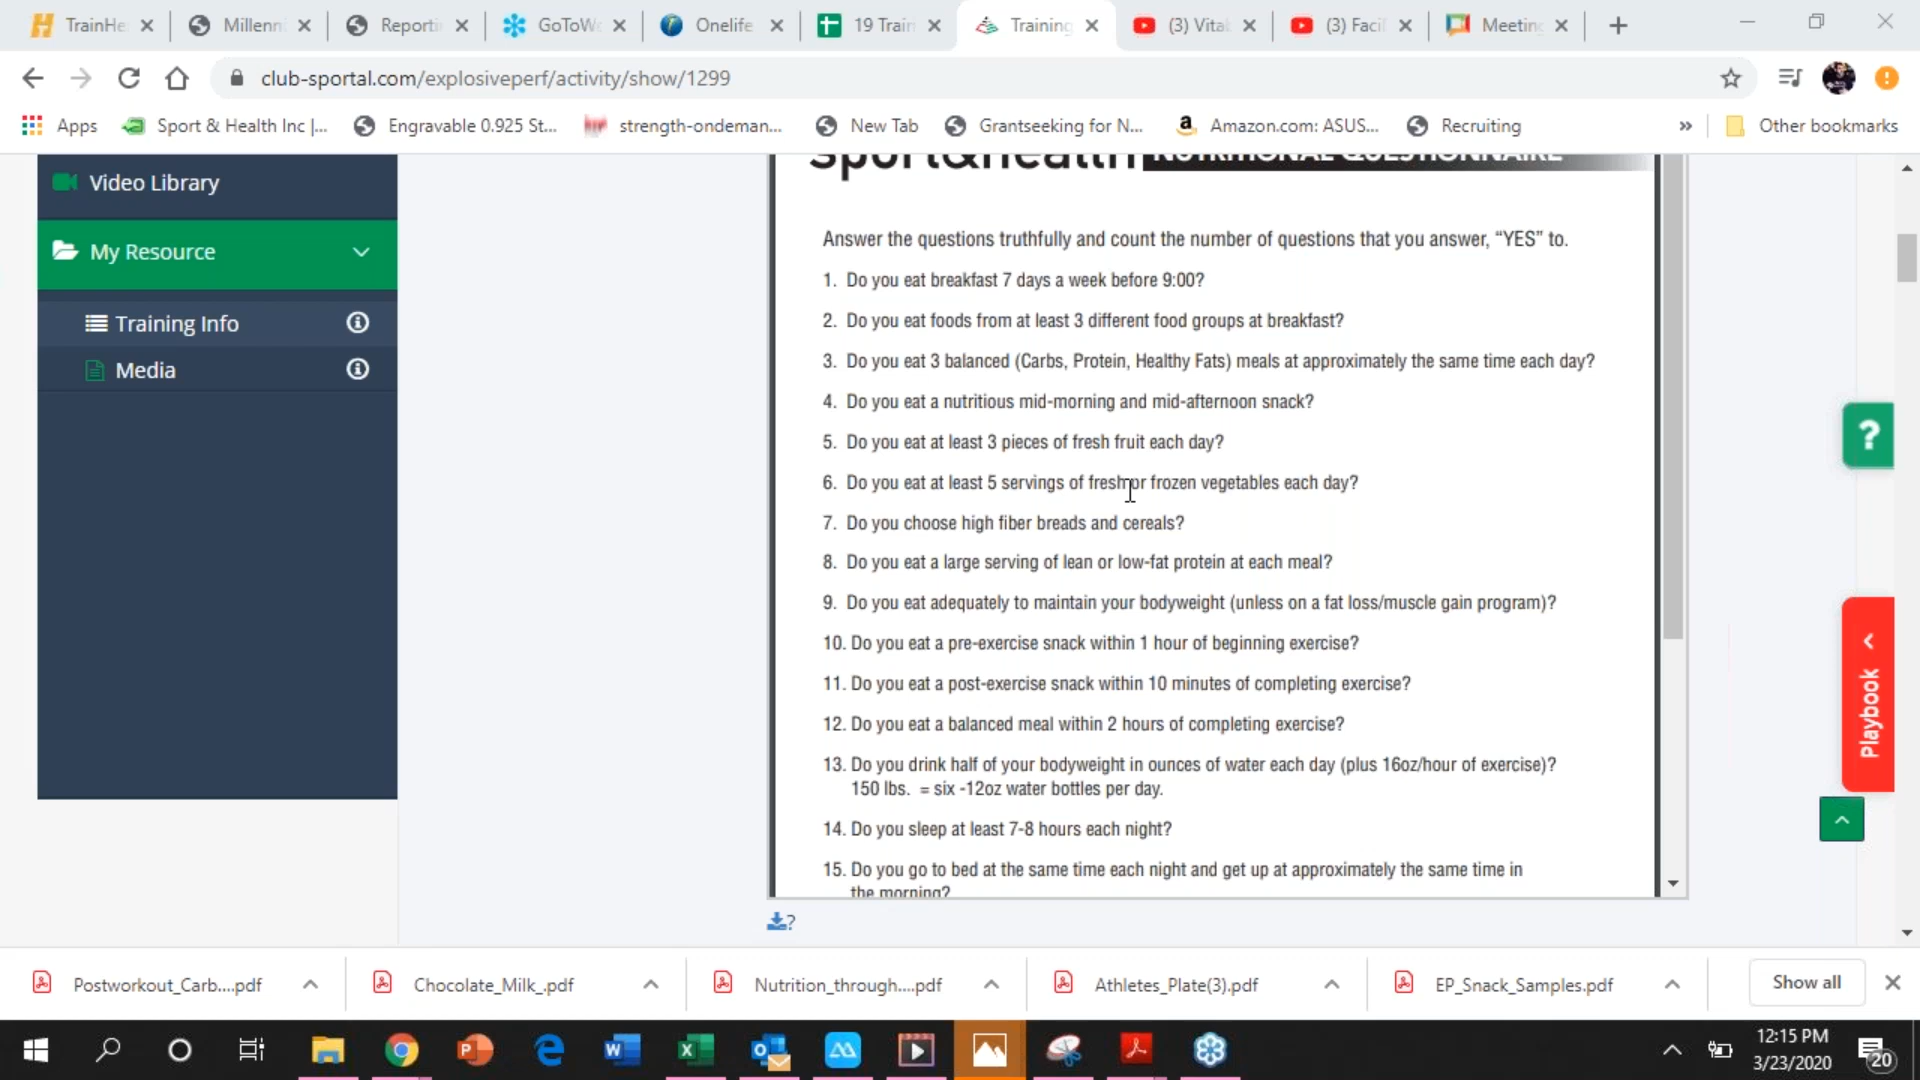 TrainHe
Millenni
Reportin
GoToWe
Onelife
19 Train
Training
(3) Vital
(3) Facil
Meeting
club-sportal.com/explosiveperf/activity/show/1299
Apps
Sport & Health Inc |...
Engravable 0.925 St...
strength-ondeman...
New Tab
Grantseeking for N...
Amazon.com: ASUS...
Recruiting
»
Other bookmarks
Video Library
My Resource
Training Info
Media
sport&health NUTRITIONAL QUESTIONNAIRE
Answer the questions truthfully and count the number of questions that you answer, “YES” to.
1. Do you eat breakfast 7 days a week before 9:00?
2. Do you eat foods from at least 3 different food groups at breakfast?
3. Do you eat 3 balanced (Carbs, Protein, Healthy Fats) meals at approximately the same time each day?
4. Do you eat a nutritious mid-morning and mid-afternoon snack?
5. Do you eat at least 3 pieces of fresh fruit each day?
6. Do you eat at least 5 servings of fresh or frozen vegetables each day?
7. Do you choose high fiber breads and cereals?
8. Do you eat a large serving of lean or low-fat protein at each meal?
9. Do you eat adequately to maintain your bodyweight (unless on a fat loss/muscle gain program)?
10. Do you eat a pre-exercise snack within 1 hour of beginning exercise?
11. Do you eat a post-exercise snack within 10 minutes of completing exercise?
12. Do you eat a balanced meal within 2 hours of completing exercise?
13. Do you drink half of your bodyweight in ounces of water each day (plus 16oz/hour of exercise)?
150 lbs. = six -12oz water bottles per day.
14. Do you sleep at least 7-8 hours each night?
15. Do you go to bed at the same time each night and get up at approximately the same time in
the morning?
?
?
Playbook
Postworkout_Carb....pdf
Chocolate_Milk_.pdf
Nutrition_through....pdf
Athletes_Plate(3).pdf
EP_Snack_Samples.pdf
Show all
12:15 PM
3/23/2020
20